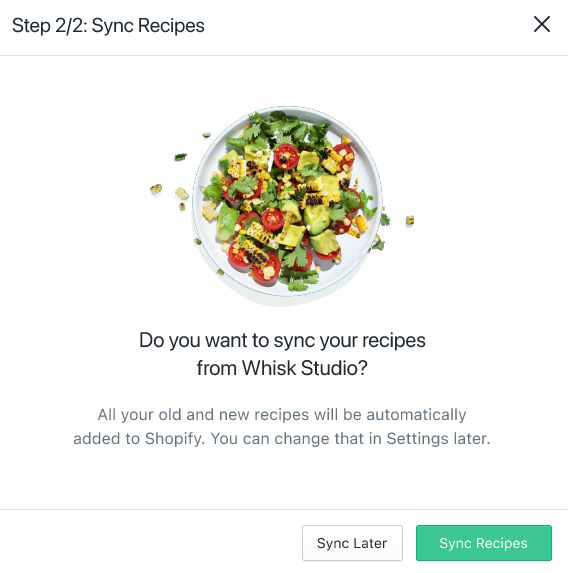 Step 2/2: Sync Recipes
Do you want to sync your recipes
from Whisk Studio?
All your old and new recipes will be automatically
added to Shopify. You can change that in Settings later.
Sync Later
Sync Recipes